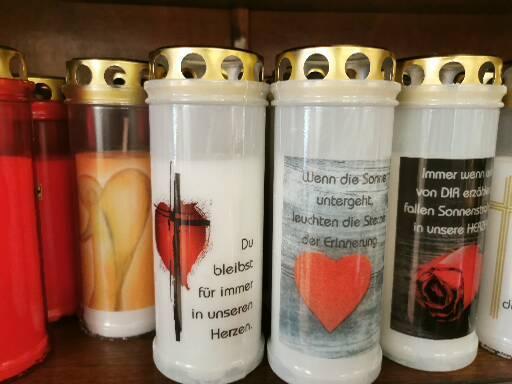 Du
bleibst
für immer
in unseren
Herzen.
Wenn die Sonne
untergeht,
leuchten die Sterne
der Erinnerung
Immer wenn
von DIR
fallen
in unsere